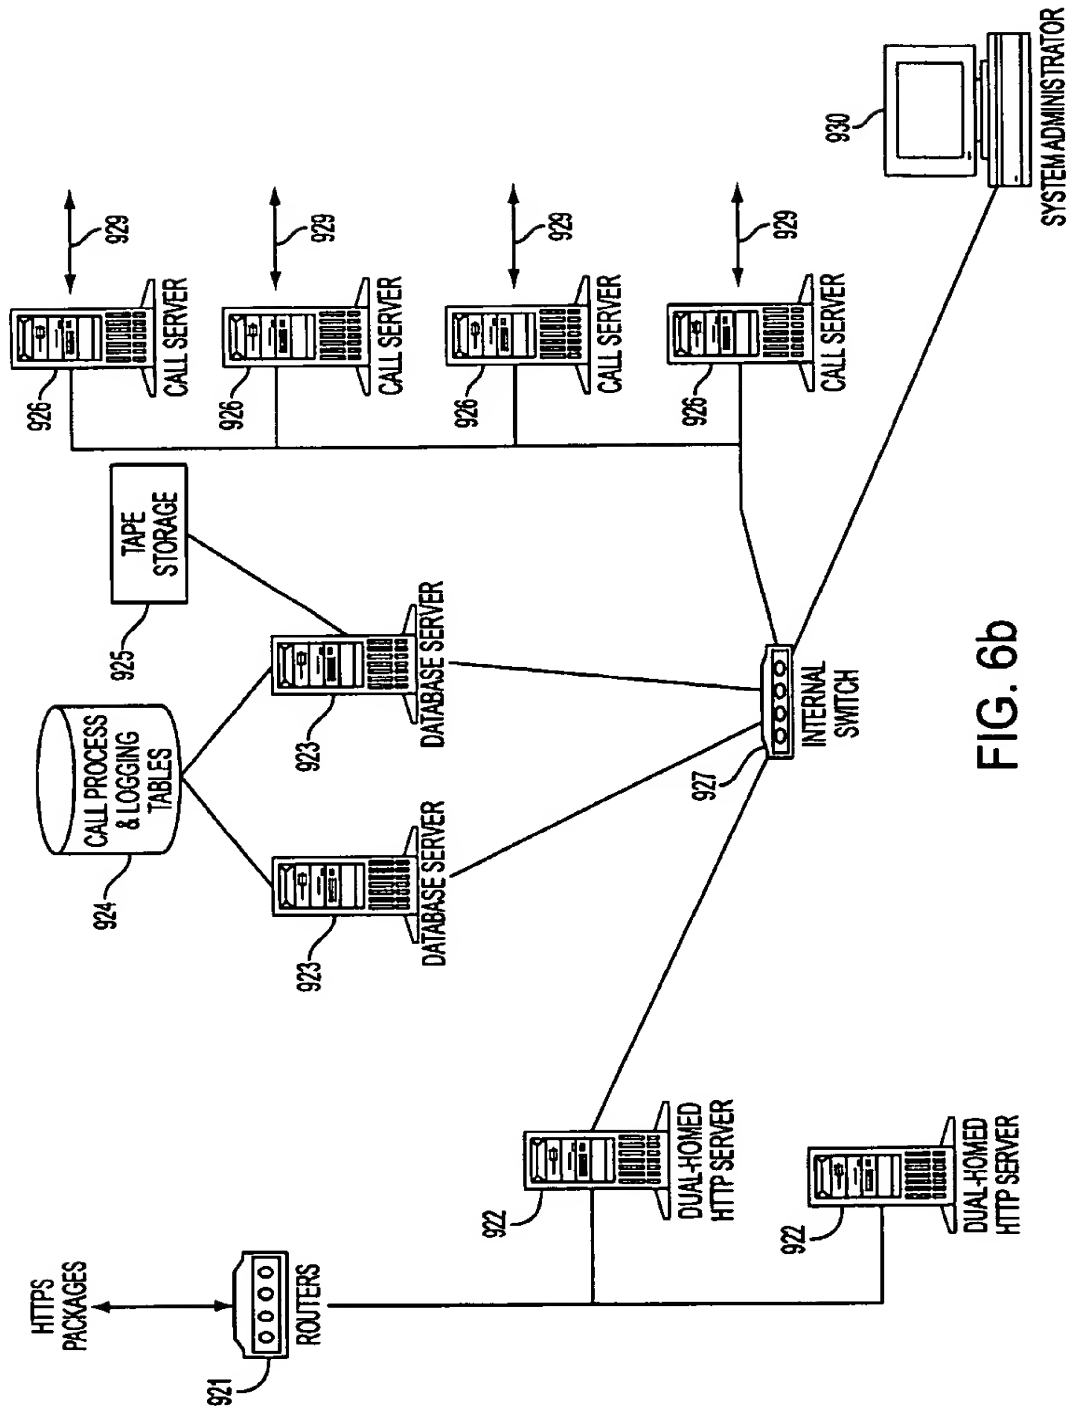 HTTPS
PACKAGES
921
ROUTERS
922
DUAL-HOMED
HTTP SERVER
922
DUAL-HOMED
HTTP SERVER
924
CALL PROCESS
& LOGGING
TABLES
923
DATABASE SERVER
923
DATABASE SERVER
925
TAPE
STORAGE
927
INTERNAL
SWITCH
926
CALL SERVER
929
926
CALL SERVER
929
926
CALL SERVER
929
926
CALL SERVER
929
930
SYSTEM ADMINISTRATOR
FIG. 6b